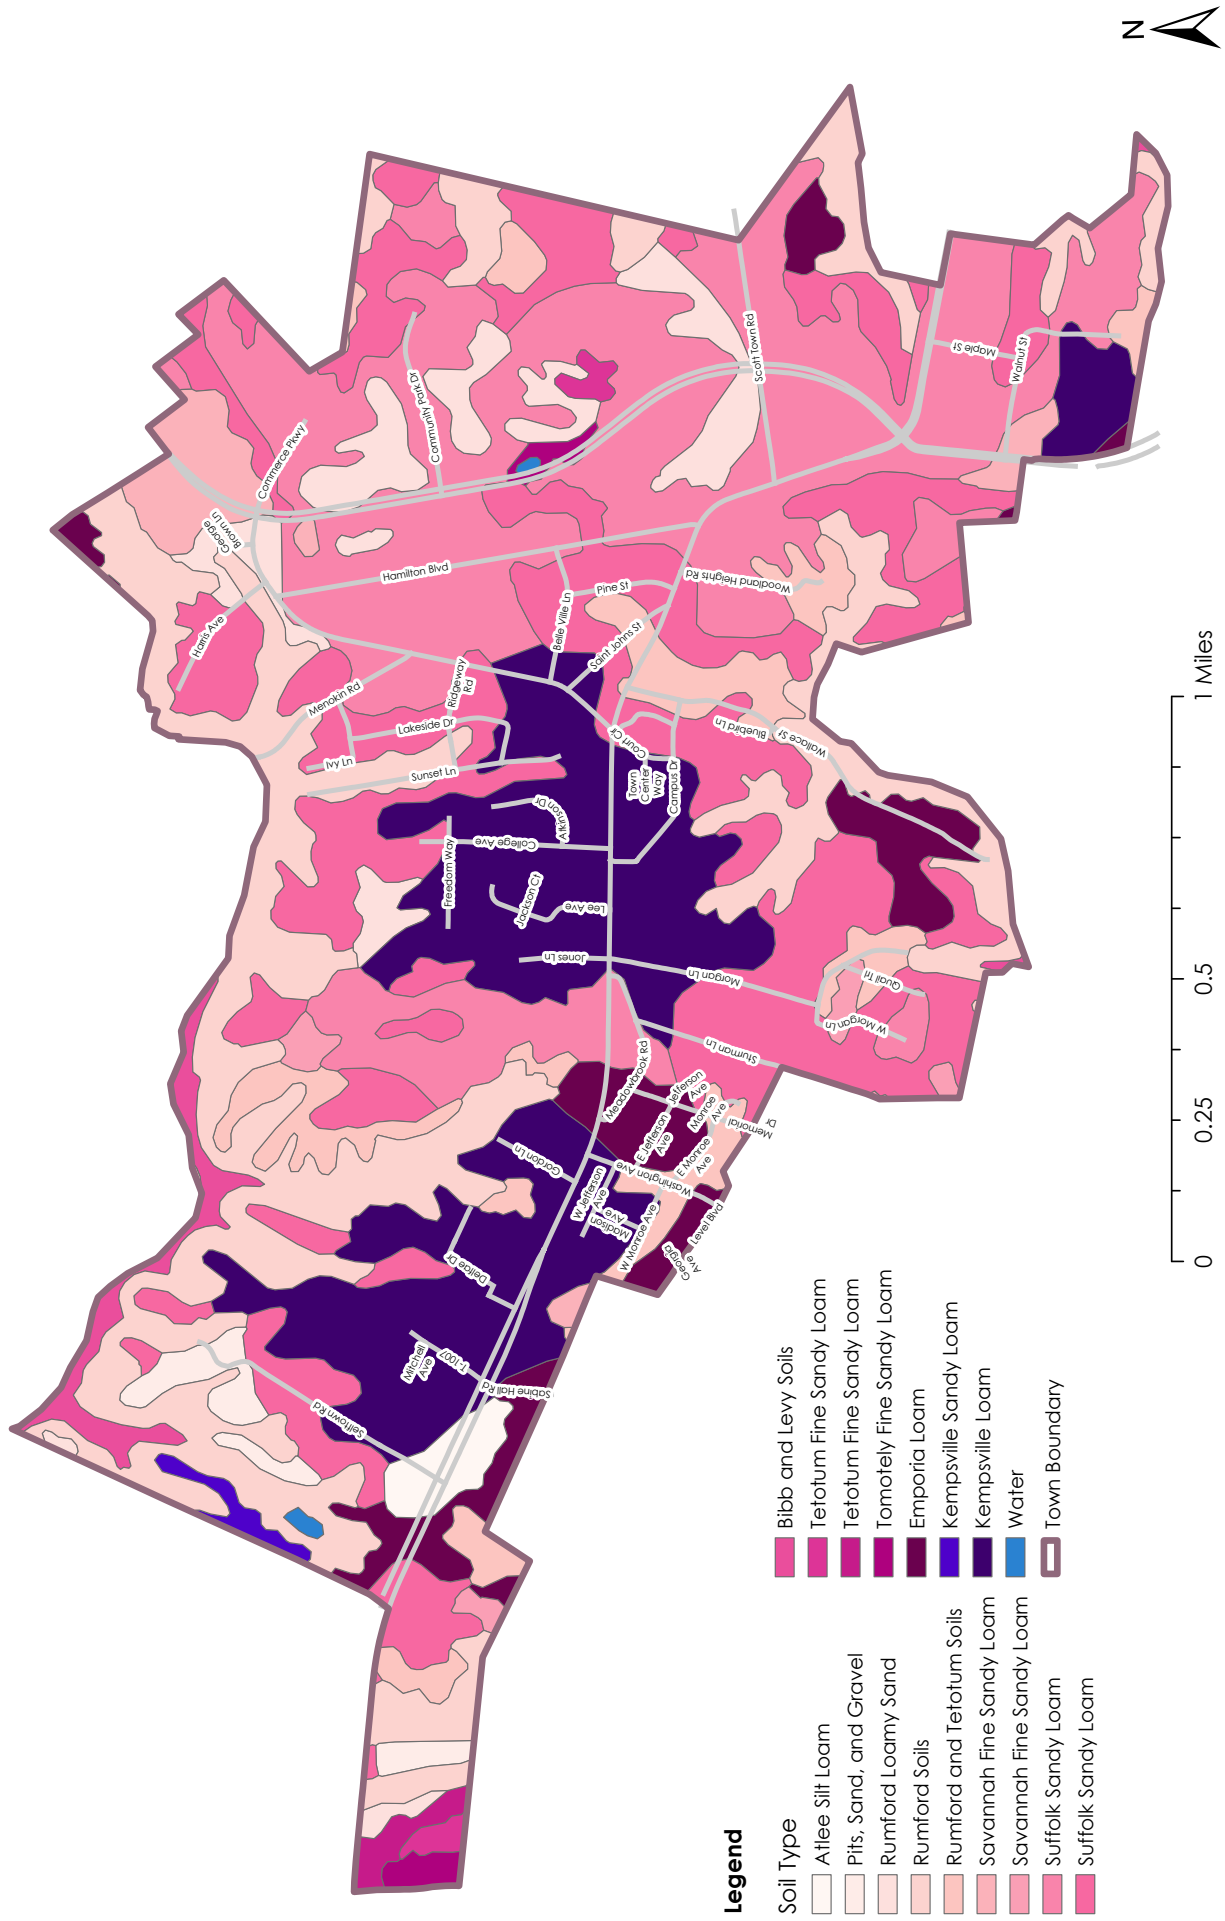 N
Scott Town Rd
Maple St
Walnut St
Community Park Dr
Commerce Pkwy
George
Brown Ln
Hamilton Blvd
Harris Ave
Menokin Rd
Ridgeway
Rd
Lakeside Dr
Ivy Ln
Sunset Ln
Belle Ville Ln
Pine St
Saint Johns St
Woodland Heights Rd
Bluebird Ln
Wallace St
Court Cir
Town
Center
Way
Campus Dr
Atkinson Dr
College Ave
Freedom Way
Jackson Ct
Lee Ave
Jones Ln
Morgan Ln
Quail Trl
W Morgan Ln
Sturman Ln
Meadowbrook Rd
Jefferson
Ave
Monroe
Ave
Memorial
Dr
E Jefferson
Ave
E Monroe
Ave
Washington Ave
W Jefferson
Ave
Madison
Ave
W Monroe Ave
Level Blvd
Georgia
Ave
Gordon Ln
Delfae Dr
Mitchell
Ave
T-1007
Sabine Hall Rd
Selftown Rd
Legend
Soil Type
Atlee Silt Loam
Pits, Sand, and Gravel
Rumford Loamy Sand
Rumford Soils
Rumford and Tetotum Soils
Savannah Fine Sandy Loam
Savannah Fine Sandy Loam
Suffolk Sandy Loam
Suffolk Sandy Loam
Bibb and Levy Soils
Tetotum Fine Sandy Loam
Tetotum Fine Sandy Loam
Tomotely Fine Sandy Loam
Emporia Loam
Kempsville Sandy Loam
Kempsville Loam
Water
Town Boundary
0 0.25 0.5 1 Miles